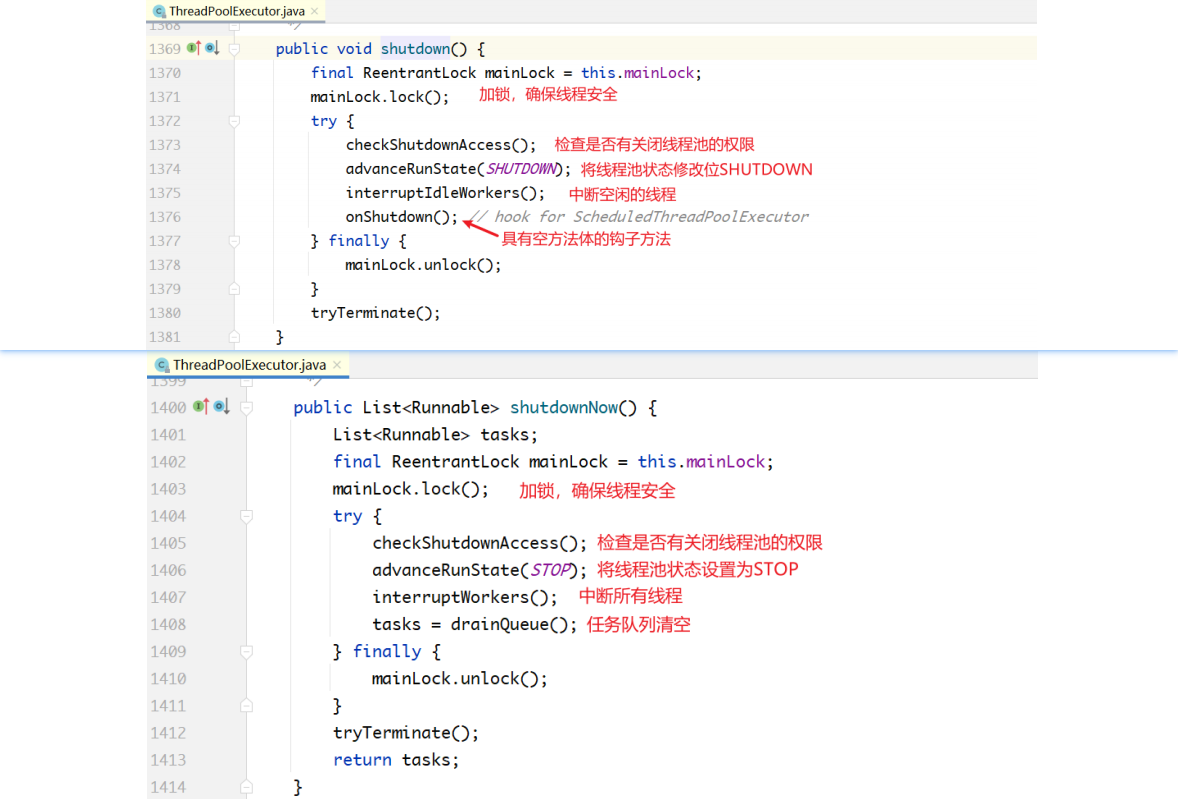 ThreadPoolExecutor.java ×
1368 */
1369 public void shutdown() {
1370 final ReentrantLock mainLock = this.mainLock;
1371 mainLock.lock(); 加锁，确保线程安全
1372 try {
1373 checkShutdownAccess(); 检查是否有关闭线程池的权限
1374 advanceRunState(SHUTDOWN); 将线程池状态修改位SHUTDOWN
1375 interruptIdleWorkers(); 中断空闲的线程
1376 onShutdown(); // hook for ScheduledThreadPoolExecutor
具有空方法体的钩子方法
1377 } finally {
1378 mainLock.unlock();
1379 }
1380 tryTerminate();
1381 }
ThreadPoolExecutor.java ×
1399 */
1400 public List<Runnable> shutdownNow() {
1401 List<Runnable> tasks;
1402 final ReentrantLock mainLock = this.mainLock;
1403 mainLock.lock(); 加锁，确保线程安全
1404 try {
1405 checkShutdownAccess(); 检查是否有关闭线程池的权限
1406 advanceRunState(STOP); 将线程池状态设置为STOP
1407 interruptWorkers(); 中断所有线程
1408 tasks = drainQueue(); 任务队列清空
1409 } finally {
1410 mainLock.unlock();
1411 }
1412 tryTerminate();
1413 return tasks;
1414 }